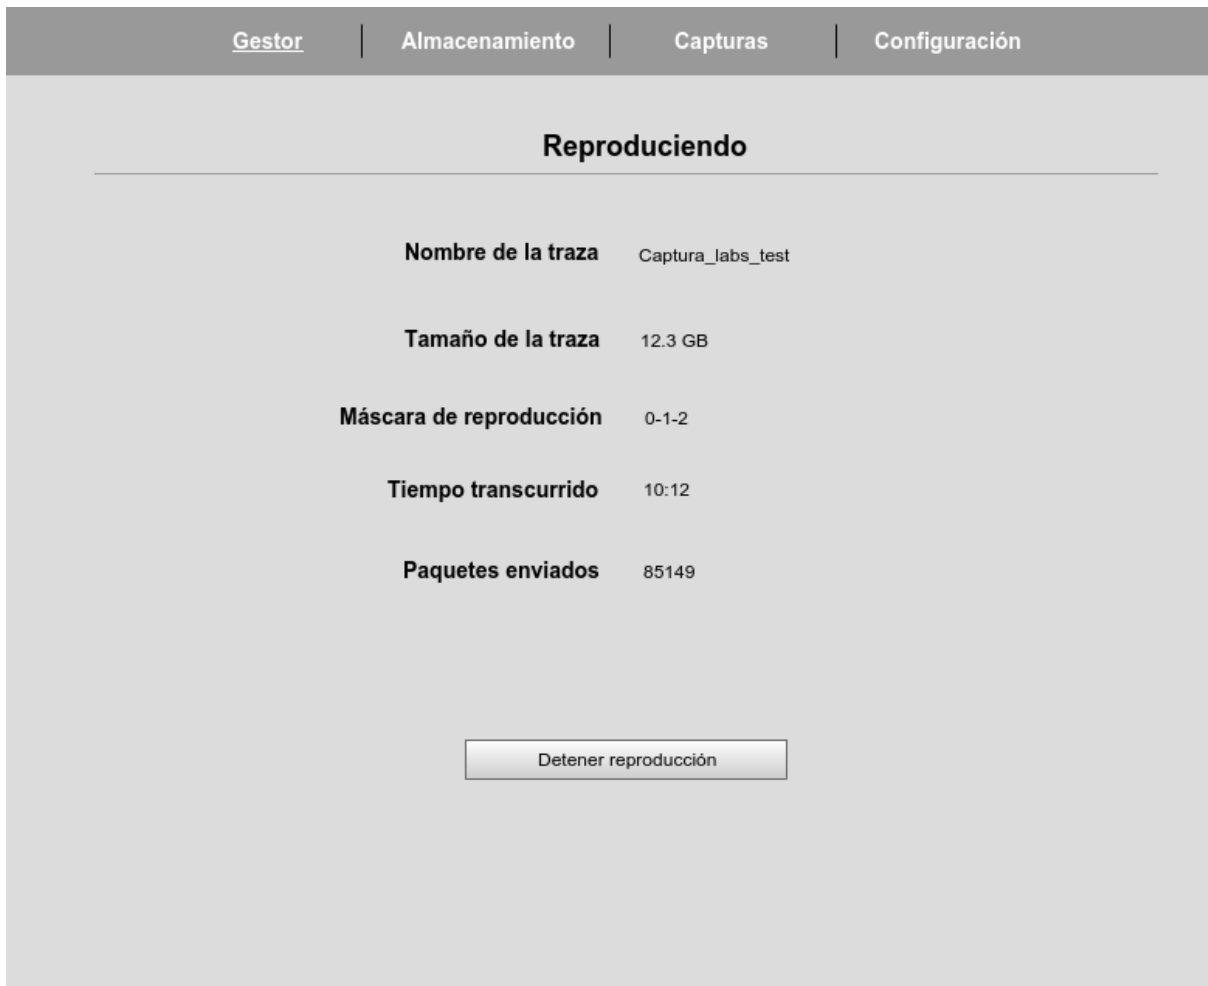 Gestor Almacenamiento Capturas Configuración
Reproduciendo
Nombre de la traza Captura_labs_test
Tamaño de la traza 12.3 GB
Máscara de reproducción 0-1-2
Tiempo transcurrido 10:12
Paquetes enviados 85149
Detener reproducción